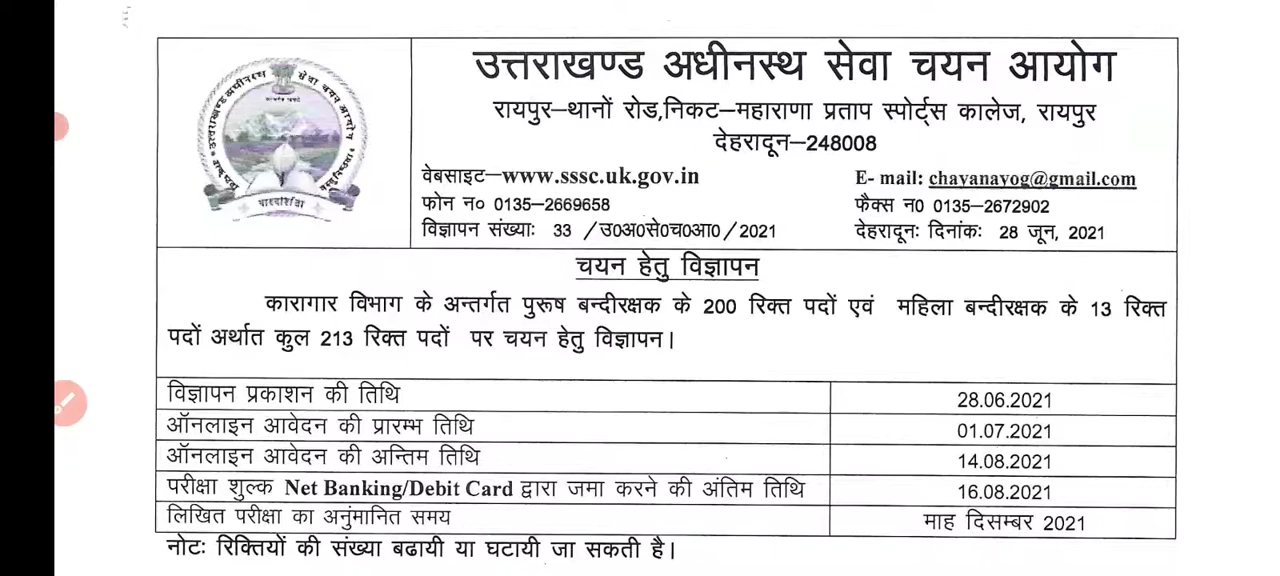 उत्तराखण्ड अधीनस्थ सेवा चयन आयोग
रायपुर–थानों रोड,निकट–महाराणा प्रताप स्पोर्ट्स कालेज, रायपुर
देहरादून–248008
वेबसाइट–www.sssc.uk.gov.in
E- mail: chayanayog@gmail.com
फोन न० 0135–2669658
फैक्स न0 0135–2672902
विज्ञापन संख्याः 33 /उ0अ0से0च0आ0/2021
देहरादूनः दिनांकः 28 जून, 2021
पारदर्शिता
चयन हेतु विज्ञापन
कारागार विभाग के अन्तर्गत पुरूष बन्दीरक्षक के 200 रिक्त पदों एवं महिला बन्दीरक्षक के 13 रिक्त
पदों अर्थात कुल 213 रिक्त पदों पर चयन हेतु विज्ञापन।
विज्ञापन प्रकाशन की तिथि 28.06.2021
ऑनलाइन आवेदन की प्रारम्भ तिथि 01.07.2021
ऑनलाइन आवेदन की अन्तिम तिथि 14.08.2021
परीक्षा शुल्क Net Banking/Debit Card द्वारा जमा करने की अंतिम तिथि 16.08.2021
लिखित परीक्षा का अनुंमानित समय माह दिसम्बर 2021
नोटः रिक्तियों की संख्या बढायी या घटायी जा सकती है।